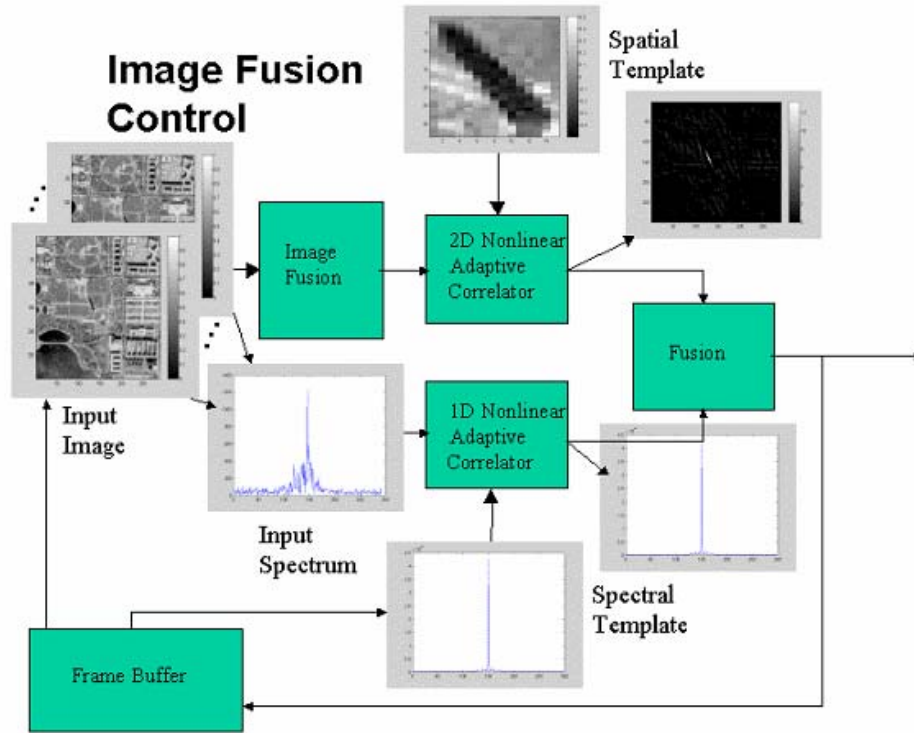 Image Fusion
Control
Spatial
Template
Image
Fusion
2D Nonlinear
Adaptive
Correlator
Fusion
Input
Image
1D Nonlinear
Adaptive
Correlator
Input
Spectrum
Spectral
Template
Frame Buffer